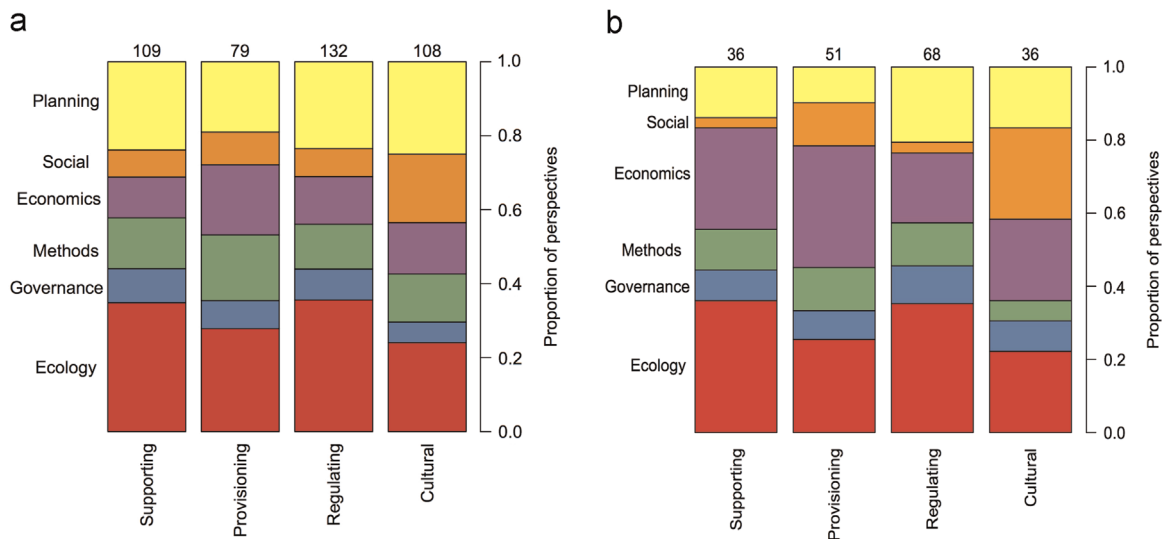 a
109 79 132 108
Planning
Social
Economics
Methods
Governance
Ecology
1.0
0.8
0.6
0.4
0.2
0.0
Proportion of perspectives
Supporting
Provisioning
Regulating
Cultural
b
36 51 68 36
Planning
Social
Economics
Methods
Governance
Ecology
1.0
0.8
0.6
0.4
0.2
0.0
Proportion of perspectives
Supporting
Provisioning
Regulating
Cultural